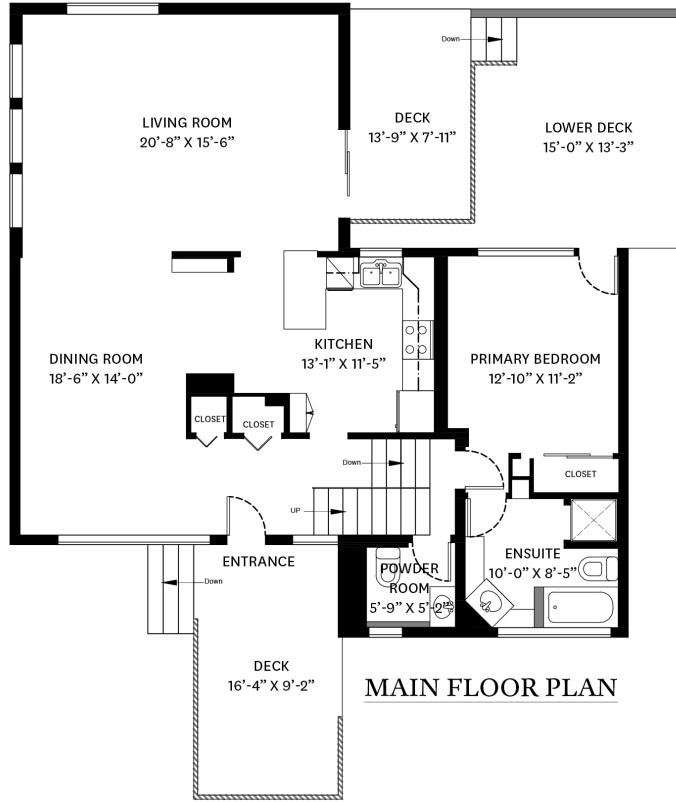 Down
LIVING ROOM
20’-8” X 15’-6”
DECK
13’-9” X 7’-11”
LOWER DECK
15’-0” X 13’-3”
KITCHEN
13’-1” X 11’-5”
DINING ROOM
18’-6” X 14’-0”
PRIMARY BEDROOM
12’-10” X 11’-2”
CLOSET
CLOSET
Down
CLOSET
UP
ENTRANCE
ENSUITE
10’-0” X 8’-5”
POWDER
ROOM
5’-9” X 5’-2”
Down
DECK
16’-4” X 9’-2”
MAIN FLOOR PLAN